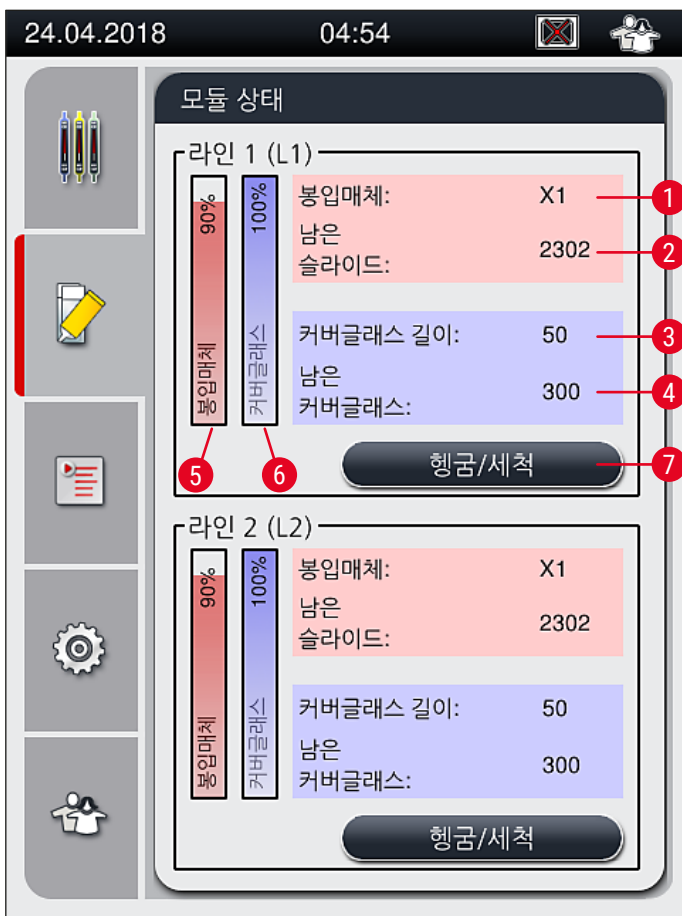 24.04.2018 04:54
모듈 상태
라인 1 (L1)
90%
봉입매체
100%
커버글래스
봉입매체: X1
남은
슬라이드: 2302
커버글래스 길이: 50
남은
커버글래스: 300
헹굼/세척
1
2
3
4
5
6
7
라인 2 (L2)
90%
봉입매체
100%
커버글래스
봉입매체: X1
남은
슬라이드: 2302
커버글래스 길이: 50
남은
커버글래스: 300
헹굼/세척